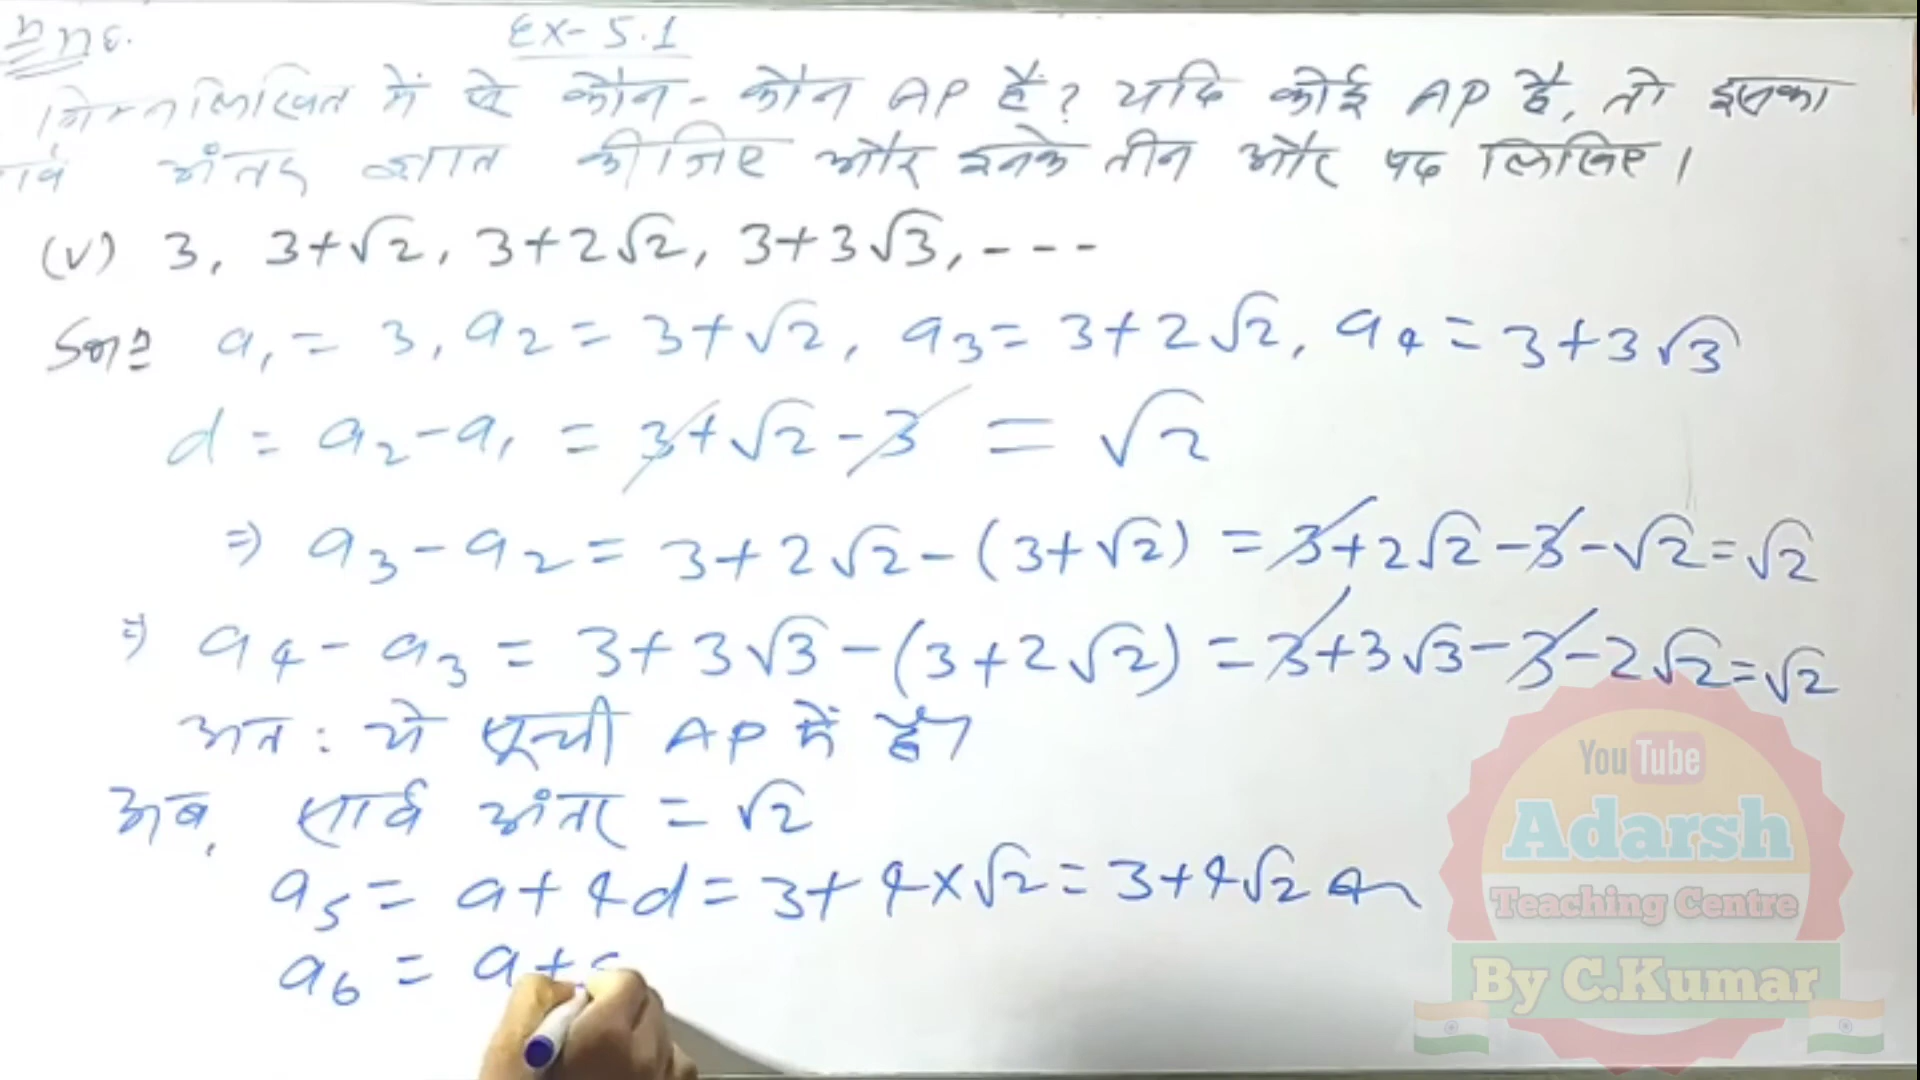 Ex-5.1
निम्नलिखित में से कौन-कौन AP हैं? यदि कोई AP है, तो इसका
अंतर ज्ञात कीजिए और इनके तीन और पद लिखिए।
(v) 3, 3+√2, 3+2√2, 3+3√3, ---
Solⁿ a₁ = 3, a₂ = 3+√2, a₃ = 3+2√2, a₄ = 3+3√3
d = a₂-a₁ = 3+√2-3 = √2
⇒ a₃-a₂ = 3+2√2-(3+√2) = 3+2√2-3-√2=√2
⇒ a₄-a₃ = 3+3√3-(3+2√2) = 3+3√3-3-2√2=√2
अत: ये सूची AP में है।
अब, सार्व अंतर = √2
a₅ = a+4d = 3+4×√2 = 3+4√2
a₆ = a+
You Tube
Adarsh
Teaching Centre
By C.Kumar